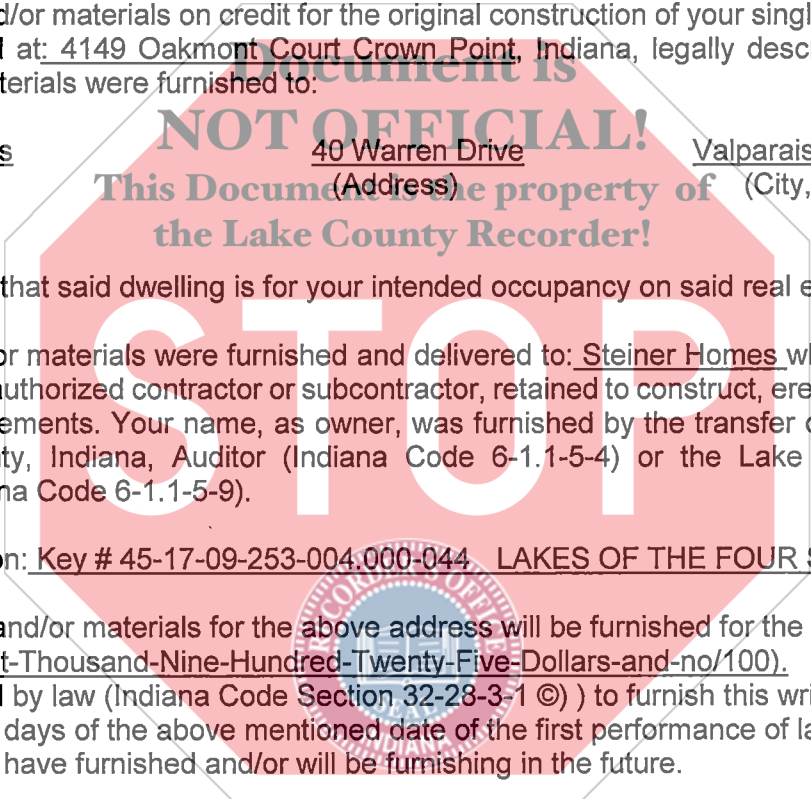 d/or materials on credit for the original construction of your singl
d at: 4149 Oakmont Court Crown Point, Indiana, legally desc
Document is
terials were furnished to:
NOT OFFICIAL!
s 40 Warren Drive Valparais
This Document is the property of
(Address) (City,
the Lake County Recorder!
that said dwelling is for your intended occupancy on said real e
STOP
or materials were furnished and delivered to: Steiner Homes wh
uthorized contractor or subcontractor, retained to construct, ere
ements. Your name, as owner, was furnished by the transfer o
ty, Indiana, Auditor (Indiana Code 6-1.1-5-4) or the Lake
na Code 6-1.1-5-9).
on: Key # 45-17-09-253-004.000-044 LAKES OF THE FOUR S
RECORDER'S OFFICE
and/or materials for the above address will be furnished for the
t-Thousand-Nine-Hundred-Twenty-Five-Dollars-and-no/100).
d by law (Indiana Code Section 32-28-3-1 ©) ) to furnish this wri
SEAL
days of the above mentioned date of the first performance of la
INDIANA
have furnished and/or will be furnishing in the future.